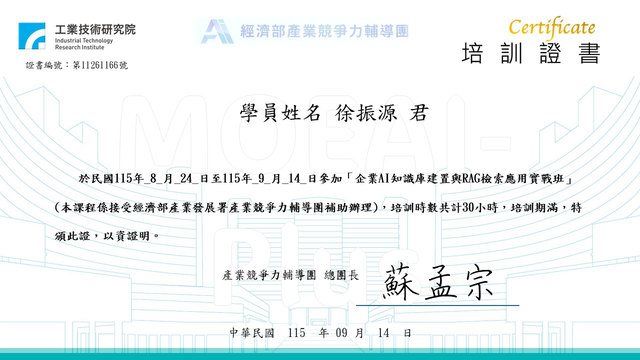 工業技術研究院
Industrial Technology
Research Institute
經濟部產業競爭力輔導團
Certificate
培訓證書
證書編號：第11261166號
MOEAI-
學員姓名 徐振源 君
於民國115年_8_月_24_日至115年_9_月_14_日參加「企業AI知識庫建置與RAG檢索應用實戰班」
(本課程係接受經濟部產業發展署產業競爭力輔導團補助辦理)，培訓時數共計30小時，培訓期滿，特
頒此證，以資證明。
Plus
產業競爭力輔導團 總團長
蘇孟宗
中華民國 115 年 09 月 14 日